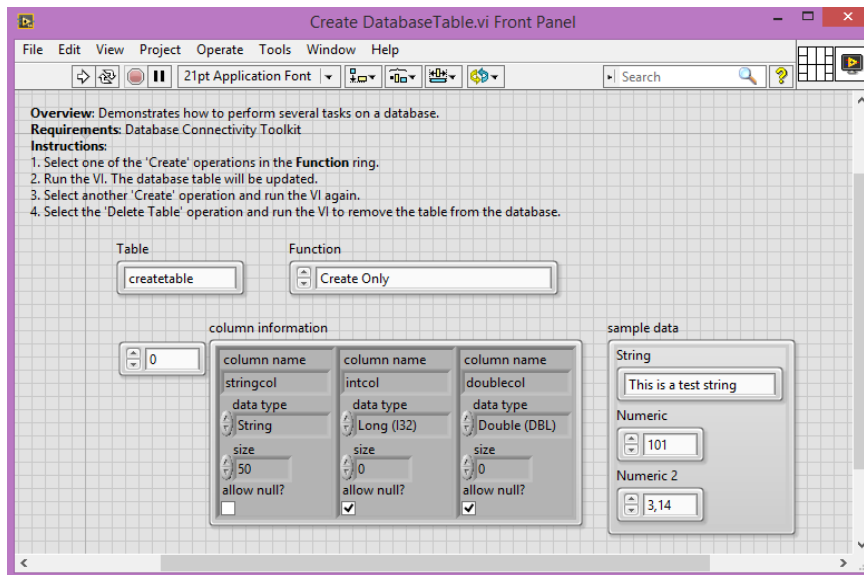 Create DatabaseTable.vi Front Panel
File Edit View Project Operate Tools Window Help
21pt Application Font
Search
Overview: Demonstrates how to perform several tasks on a database.
Requirements: Database Connectivity Toolkit
Instructions:
1. Select one of the 'Create' operations in the Function ring.
2. Run the VI. The database table will be updated.
3. Select another 'Create' operation and run the VI again.
4. Select the 'Delete Table' operation and run the VI to remove the table from the database.
Table Function
createtable Create Only
column information sample data
0
column name column name column name String
stringcol intcol doublecol This is a test string
data type data type data type Numeric
String Long (I32) Double (DBL) 101
size size size Numeric 2
50 0 0 3,14
allow null? allow null? allow null?